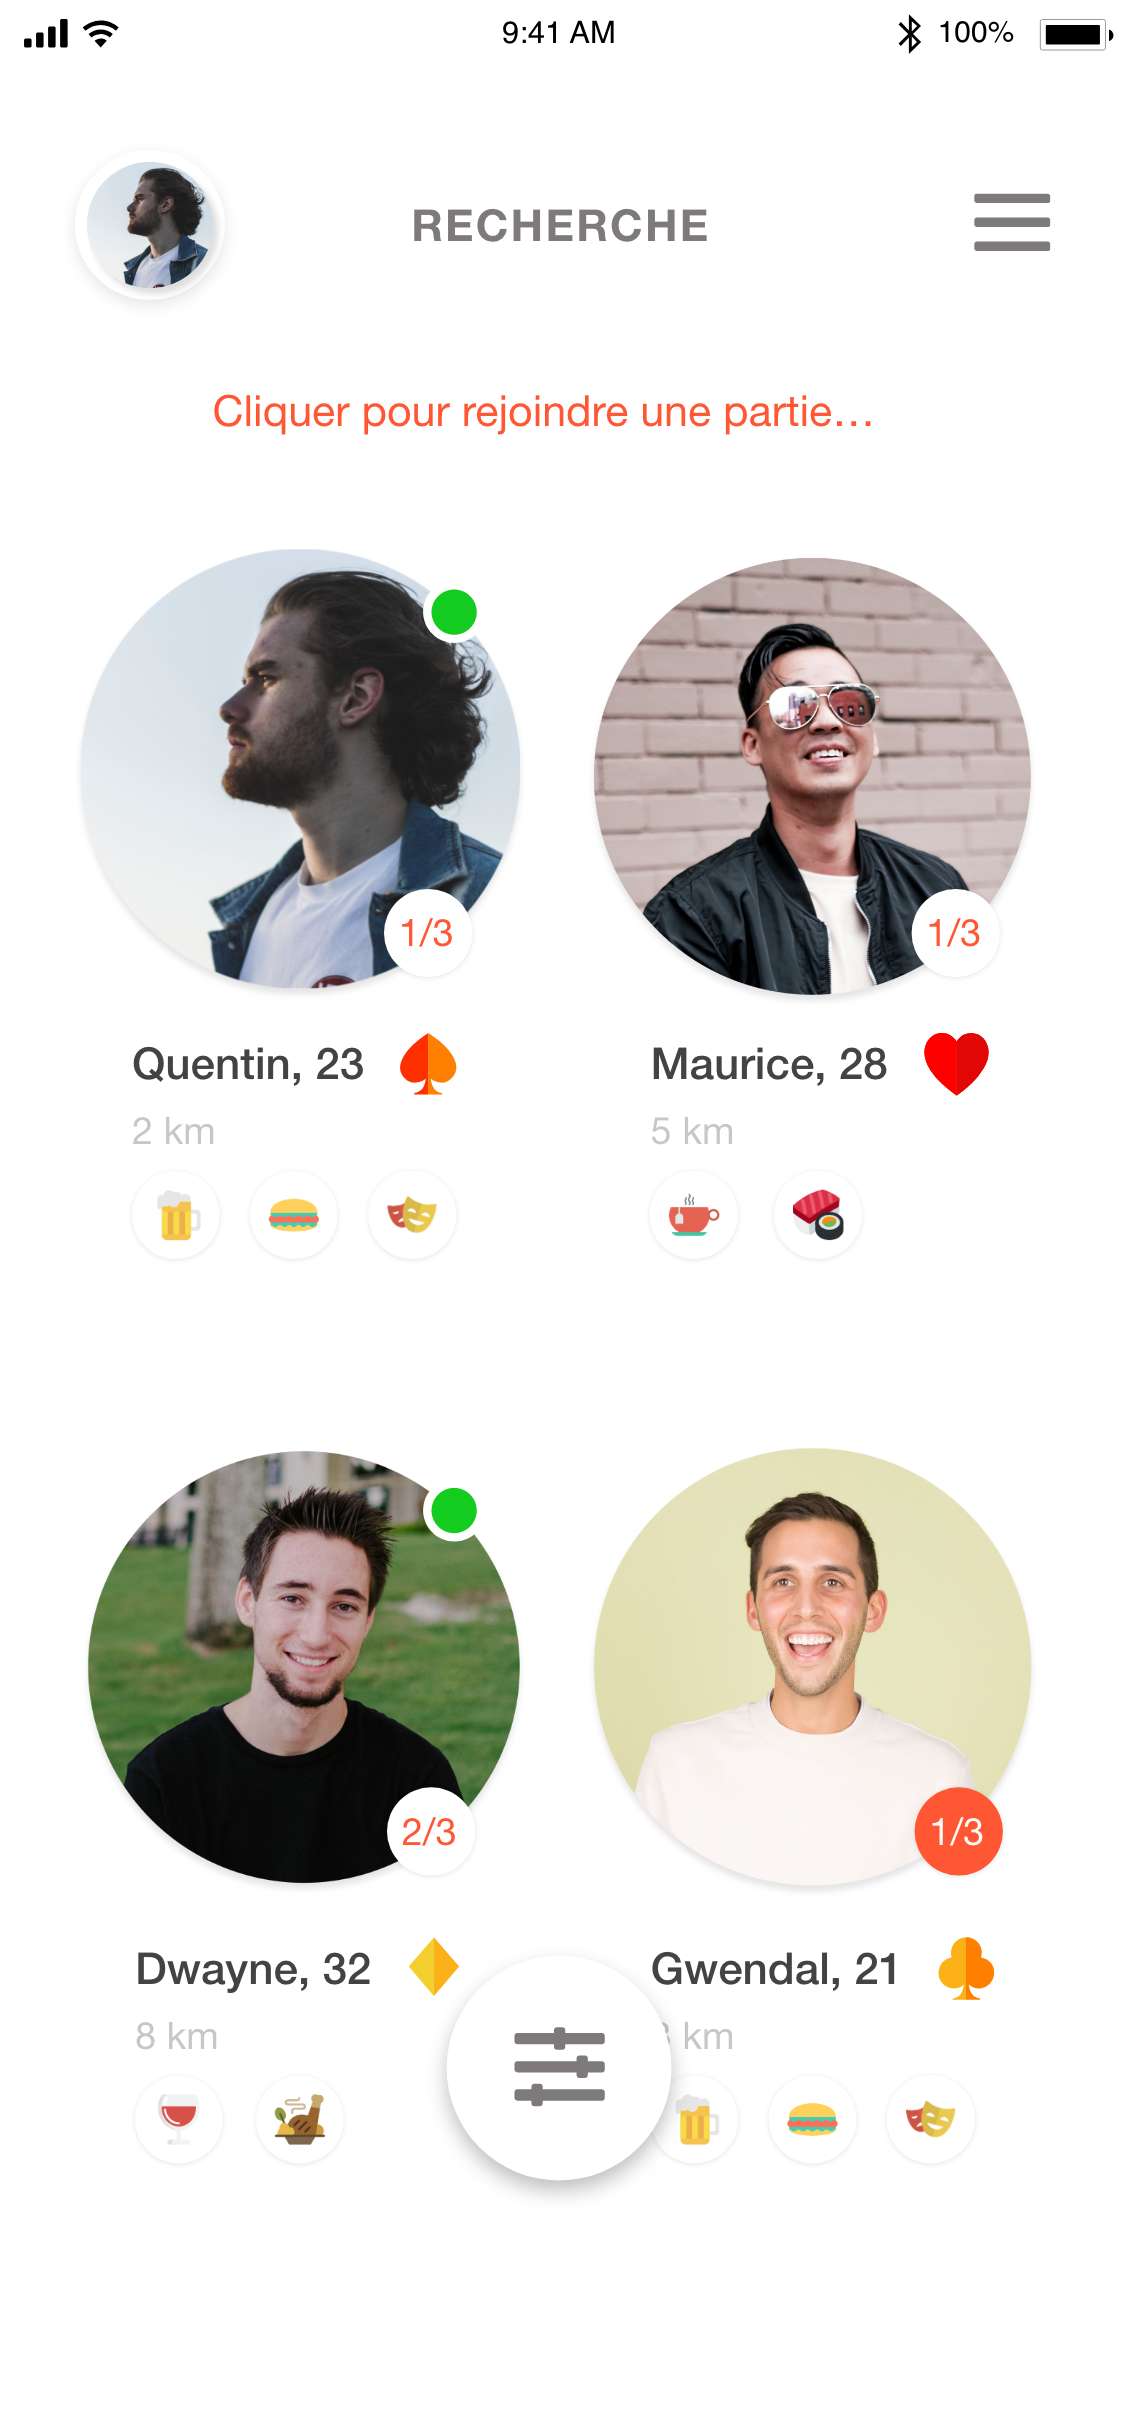 9:41 AM 100%
RECHERCHE
Cliquer pour rejoindre une partie...
1/3 1/3
Quentin, 23 Maurice, 28
2 km 5 km
2/3 1/3
Dwayne, 32 Gwendal, 21
8 km km